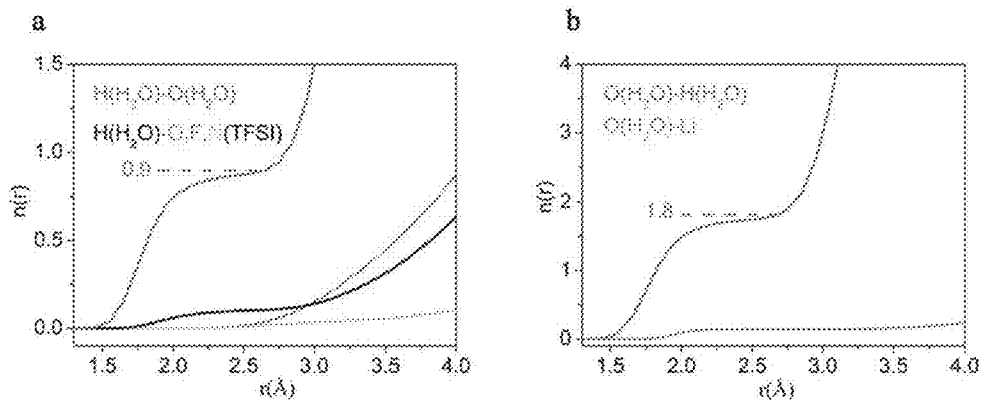 a
1.5
1.0
0.5
0.0
n(r)
H(H₂O)-O(H₂O)
H(H₂O)-O,F,N(TFSI)
0.9
1.5 2.0 2.5 3.0 3.5 4.0
r(Å)
b
4
3
2
1
0
n(r)
O(H₂O)-H(H₂O)
O(H₂O)-Li
1.8
1.5 2.0 2.5 3.0 3.5 4.0
r(Å)